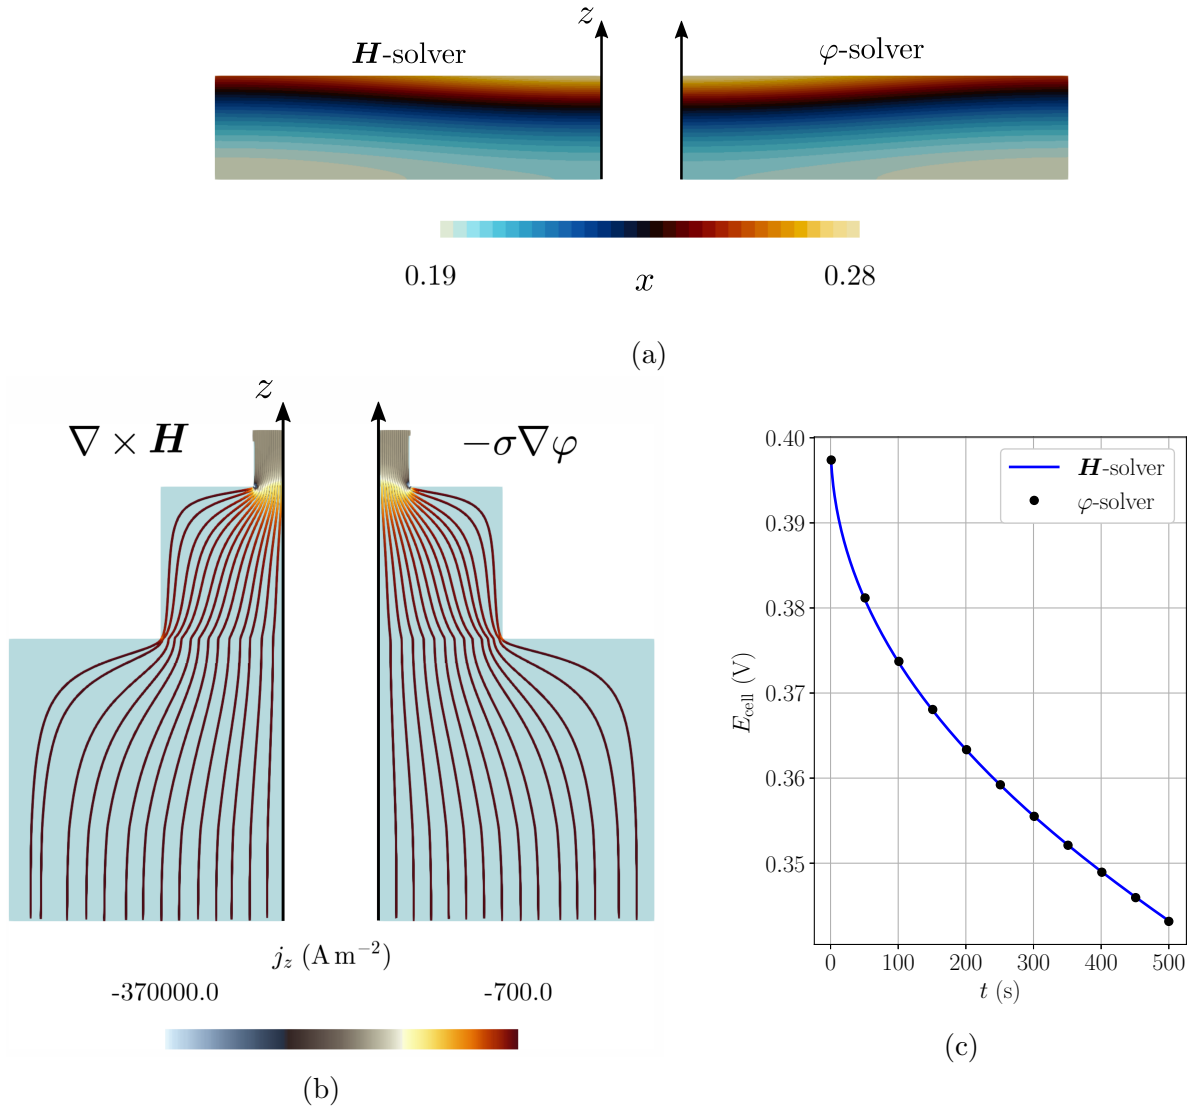 z
H-solver
φ-solver
0.19
x
0.28
(a)
z
∇ × H
−σ∇φ
j_z (A m⁻²)
-370000.0
-700.0
(b)
0.40
0.39
0.38
0.37
0.36
0.35
E_cell (V)
H-solver
φ-solver
0
100
200
300
400
500
t (s)
(c)